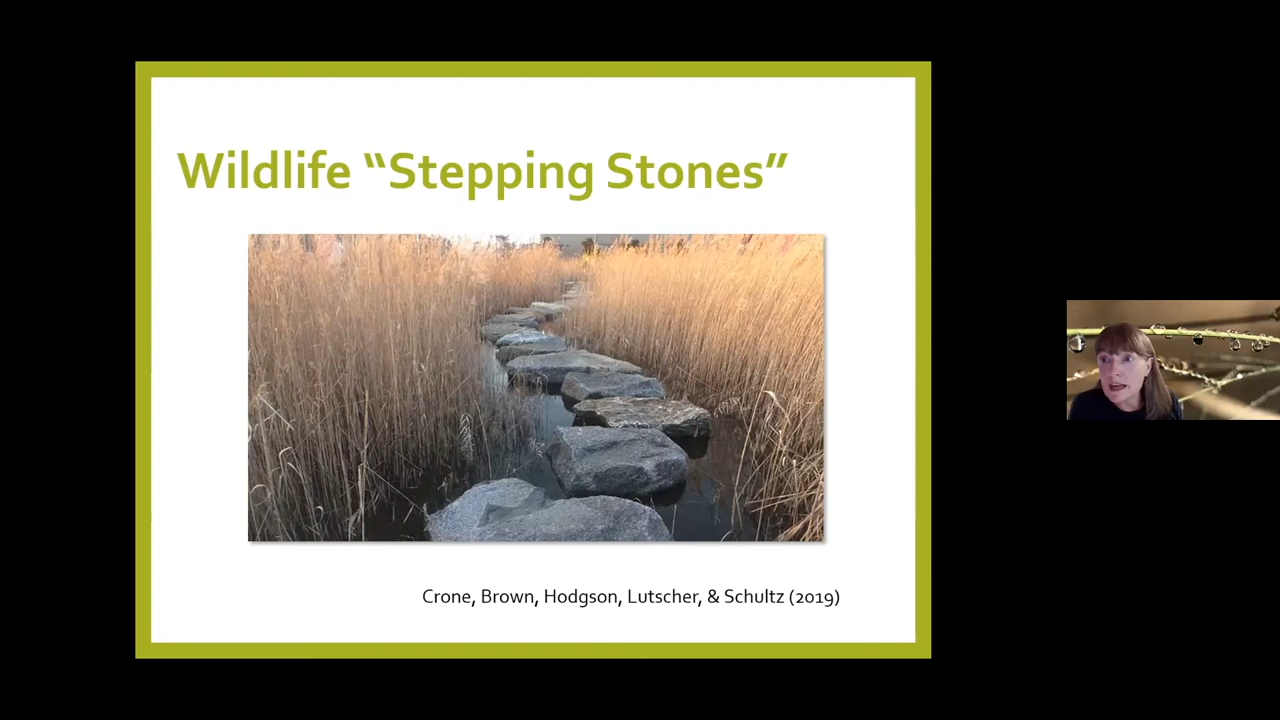 Wildlife “Stepping Stones”
Crone, Brown, Hodgson, Lutscher, & Schultz (2019)